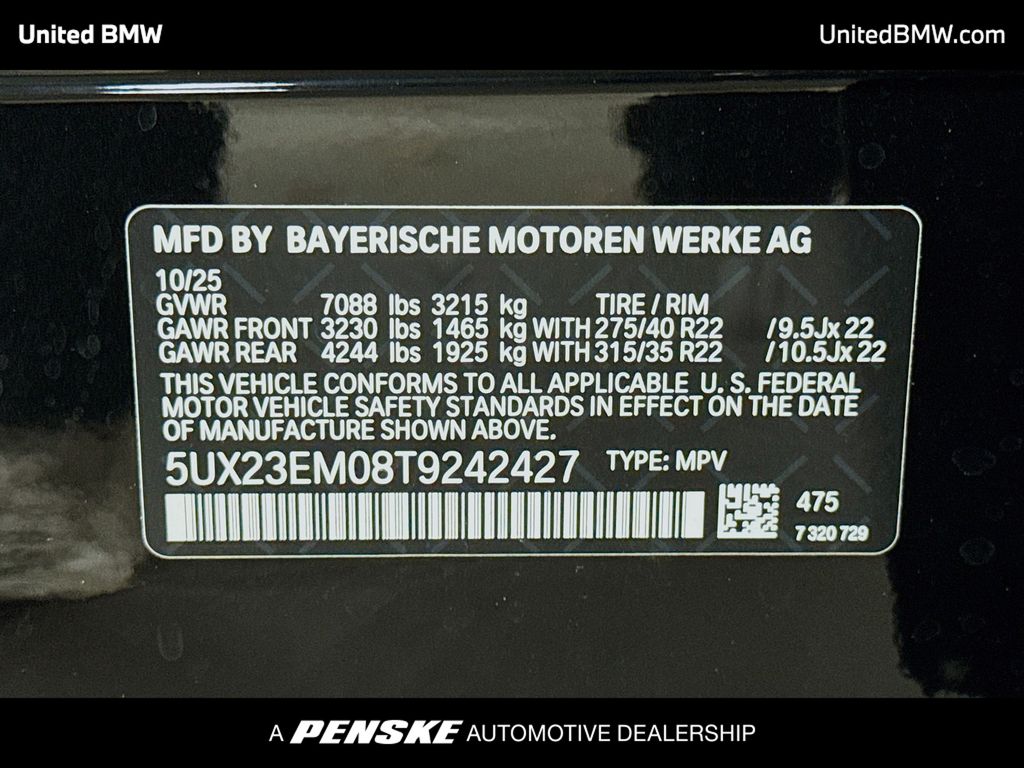 United BMW
UnitedBMW.com
MFD BY BAYERISCHE MOTOREN WERKE AG
10/25
GVWR 7088 lbs 3215 kg TIRE / RIM
GAWR FRONT 3230 lbs 1465 kg WITH 275/40 R22 /9.5Jx 22
GAWR REAR 4244 lbs 1925 kg WITH 315/35 R22 /10.5Jx 22
THIS VEHICLE CONFORMS TO ALL APPLICABLE U. S. FEDERAL
MOTOR VEHICLE SAFETY STANDARDS IN EFFECT ON THE DATE
OF MANUFACTURE SHOWN ABOVE.
5UX23EM08T9242427 TYPE: MPV
475
7 320 729
A PENSKE AUTOMOTIVE DEALERSHIP